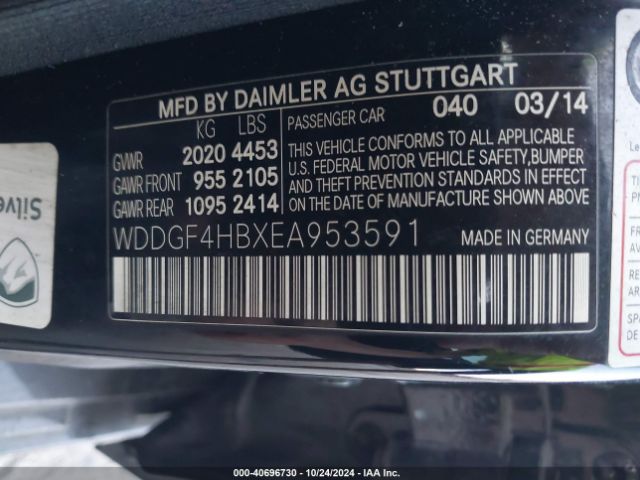 MFD BY DAIMLER AG STUTTGART
KG LBS
GVWR 2020 4453
GAWR FRONT 955 2105
GAWR REAR 1095 2414
PASSENGER CAR 040 03/14
THIS VEHICLE CONFORMS TO ALL APPLICABLE
U.S. FEDERAL MOTOR VEHICLE SAFETY,BUMPER
AND THEFT PREVENTION STANDARDS IN EFFECT
ON THE DATE OF MANUFACTURE SHOWN ABOVE
WDDGF4HBXEA953591 MADE IN GERMANY
Silve
000-40696730 - 10/24/2024 - IAA Inc.